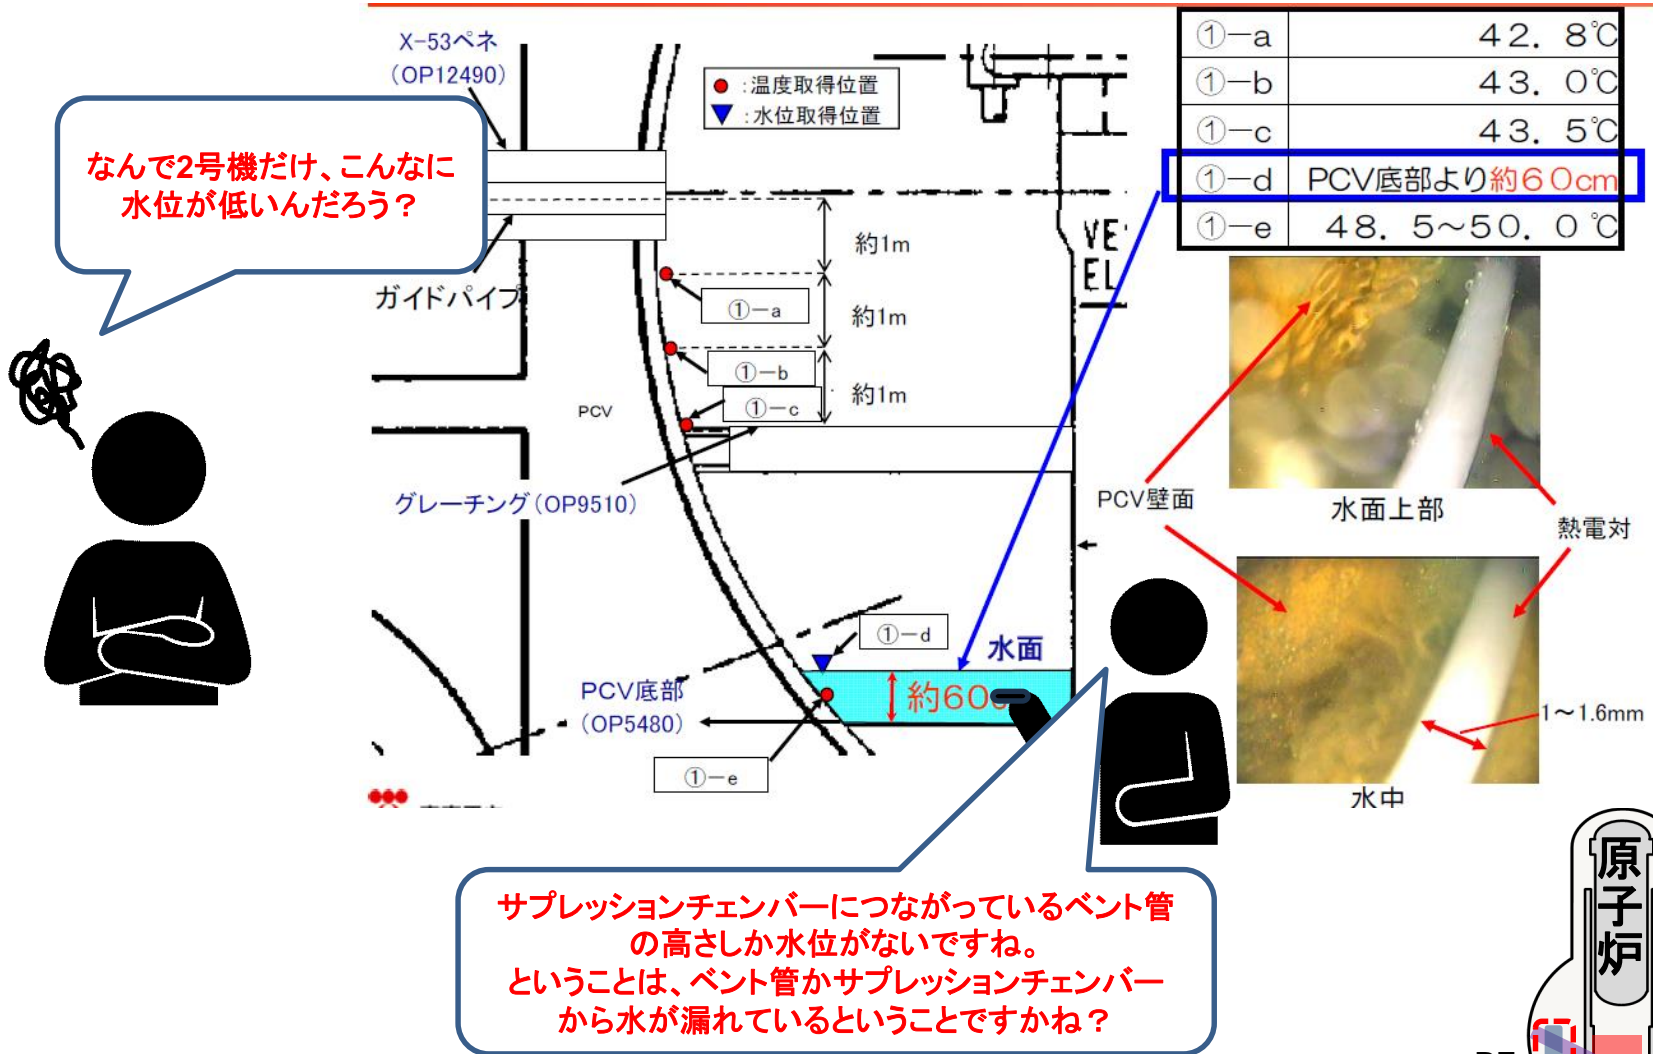 X-53ペネ
(OP12490)
●:温度取得位置
▼:水位取得位置
①-a 42.8℃
①-b 43.0℃
①-c 43.5℃
①-d PCV底部より約60cm
①-e 48.5~50.0℃
なんで2号機だけ、こんなに
水位が低いんだろう?
ガイドパイプ
約1m
①-a
約1m
①-b
約1m
①-c
PCV
グレーチング(OP9510)
VE
EL
PCV壁面
水面上部
熱電対
①-d
水面
PCV底部
(OP5480)
約60
①-e
1~1.6mm
水中
サプレッションチェンバーにつながっているベント管
の高さしか水位がないですね。
ということは、ベント管かサプレッションチェンバー
から水が漏れているということですかね?
原子炉